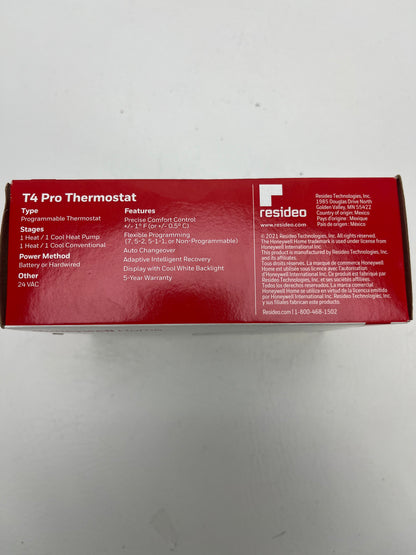 T4 Pro Thermostat
Type
Programmable Thermostat
Stages
1 Heat / 1 Cool Heat Pump
1 Heat / 1 Cool Conventional
Power Method
Battery or Hardwired
Other
24 VAC
Features
Precise Comfort Control
+/- 1° F (or +/- 0.5° C)
Flexible Programming
(7, 5-2, 5-1-1, or Non-Programmable)
Auto Changeover
Adaptive Intelligent Recovery
Display with Cool White Backlight
5-Year Warranty
resideo
www.resideo.com
Resideo Technologies, Inc.
1985 Douglas Drive North
Golden Valley, MN 55422
Country of origin: Mexico
Pays d'origine : Mexique
País de origen : México
© 2021 Resideo Technologies, Inc. All rights reserved.
The Honeywell Home trademark is used under license from
Honeywell International, Inc.
This product is manufactured by Resideo Technologies, Inc.
and its affiliates.
Tous droits réservés. La marque de commerce Honeywell
Home est utilisée sous licence avec l'autorisation
d'Honeywell International, Inc. Ce produit est fabriqué par
Resideo Technologies, Inc. et ses sociétés affiliées.
Todos los derechos reservados. La marca comercial
Honeywell Home se utiliza en virtud de la licencia emitida
por Honeywell International Inc. Resideo Technologies, Inc.
y sus filiales fabrican este producto.
Resideo.com | 1-800-468-1502